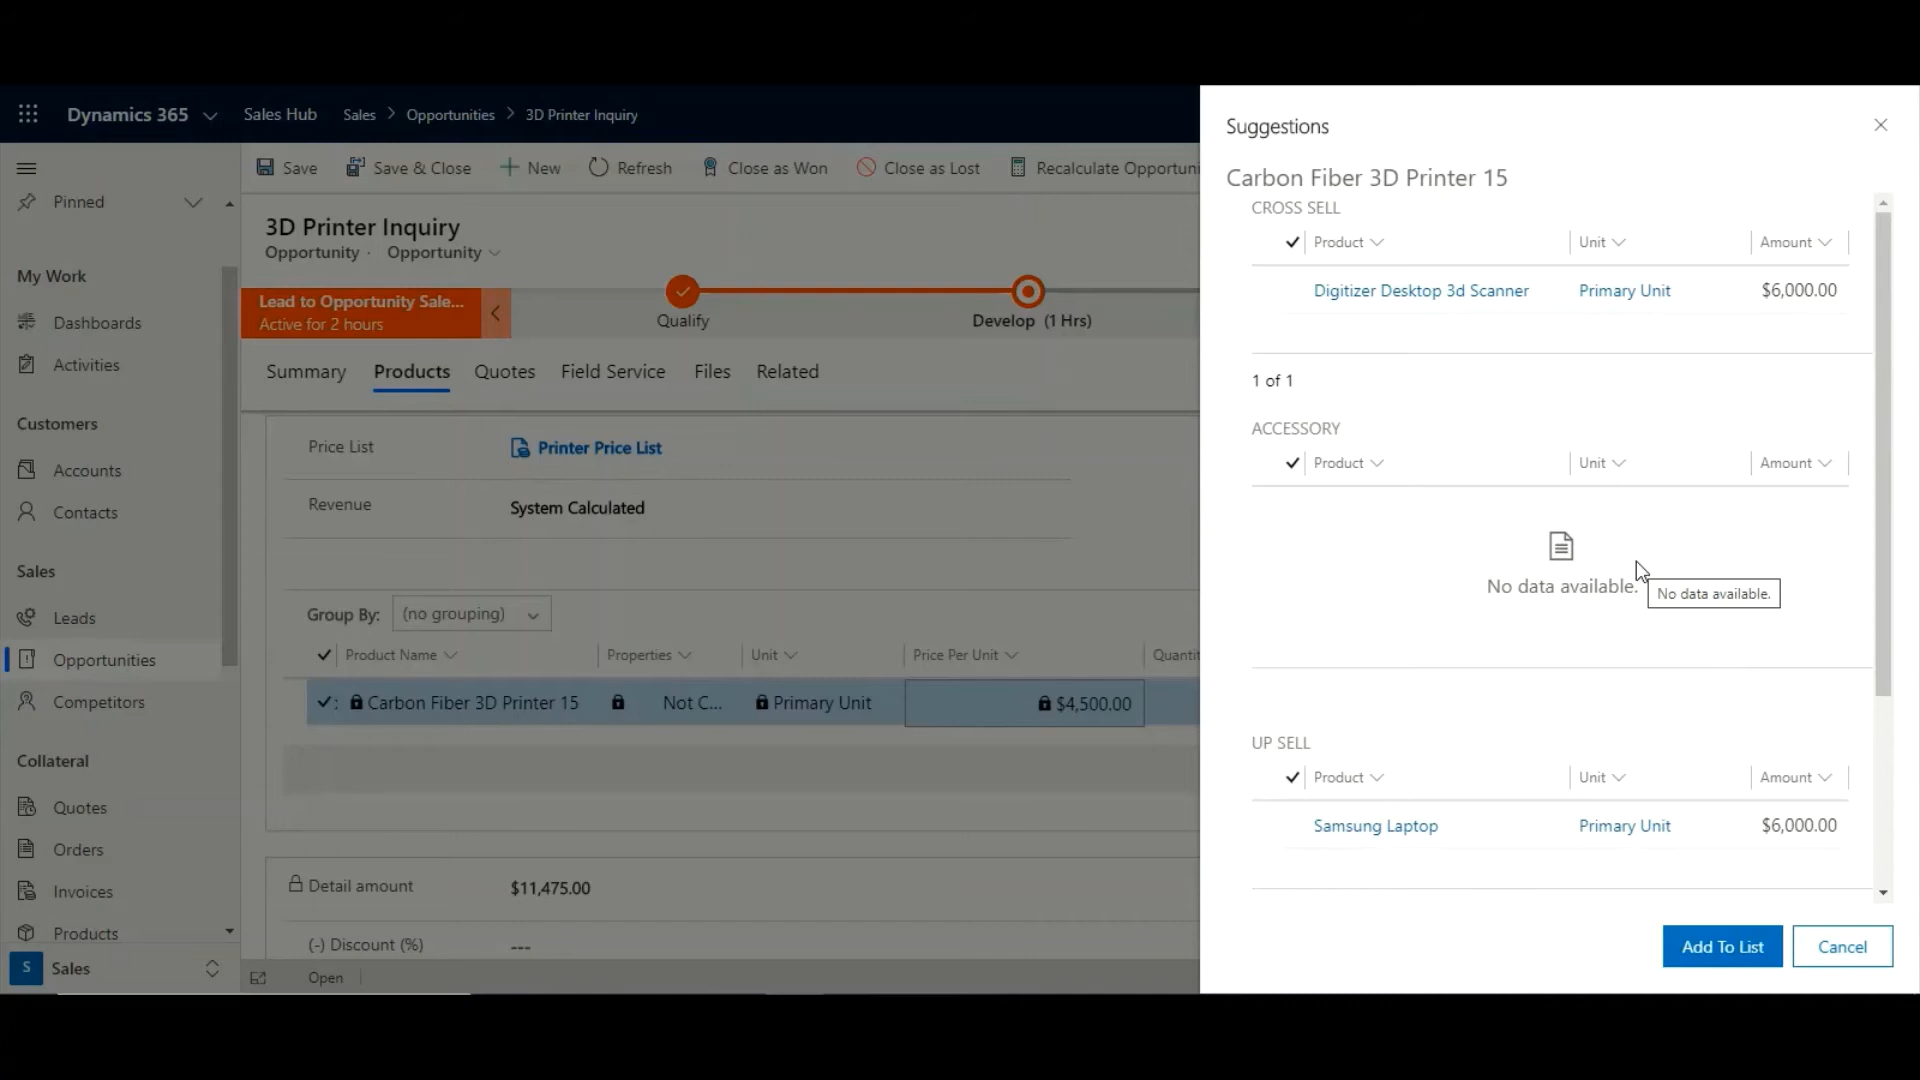 Dynamics 365
Sales Hub
Sales > Opportunities > 3D Printer Inquiry
Save
Save & Close
New
Refresh
Close as Won
Close as Lost
Recalculate Opportuni
Pinned
My Work
Dashboards
Activities
Customers
Accounts
Contacts
Sales
Leads
Opportunities
Competitors
Collateral
Quotes
Orders
Invoices
Products
S Sales
3D Printer Inquiry
Opportunity · Opportunity
Lead to Opportunity Sale...
Active for 2 hours
Qualify
Develop (1 Hrs)
Summary Products Quotes Field Service Files Related
Price List Printer Price List
Revenue System Calculated
Group By: (no grouping)
Product Name Properties Unit Price Per Unit Quantit
Carbon Fiber 3D Printer 15 Not C... Primary Unit $4,500.00
Detail amount $11,475.00
(-) Discount (%) ---
Open
Suggestions
Carbon Fiber 3D Printer 15
CROSS SELL
Product Unit Amount
Digitizer Desktop 3d Scanner Primary Unit $6,000.00
1 of 1
ACCESSORY
Product Unit Amount
No data available.
No data available.
UP SELL
Product Unit Amount
Samsung Laptop Primary Unit $6,000.00
Add To List
Cancel